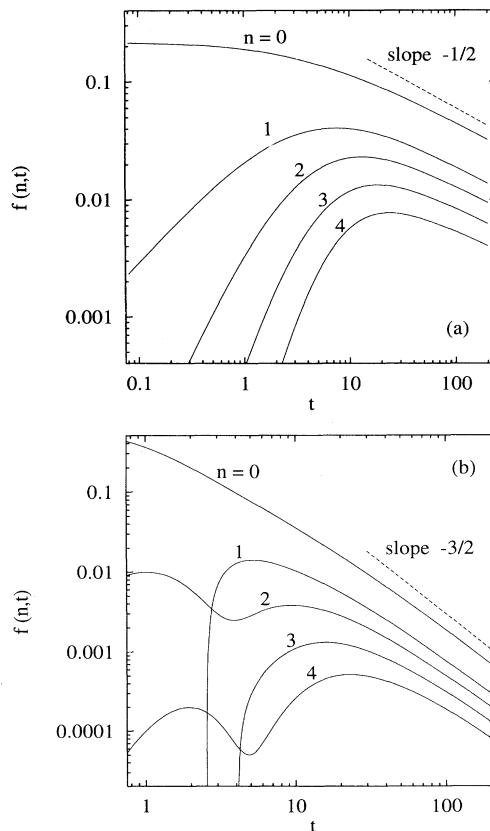 n = 0
slope -1/2
0.1
1
2
f (n,t)
0.01
3
4
0.001
(a)
0.1
1
10
100
t
n = 0
(b)
0.1
slope -3/2
1
0.01
2
f (n,t)
3
0.001
4
0.0001
1
10
100
t